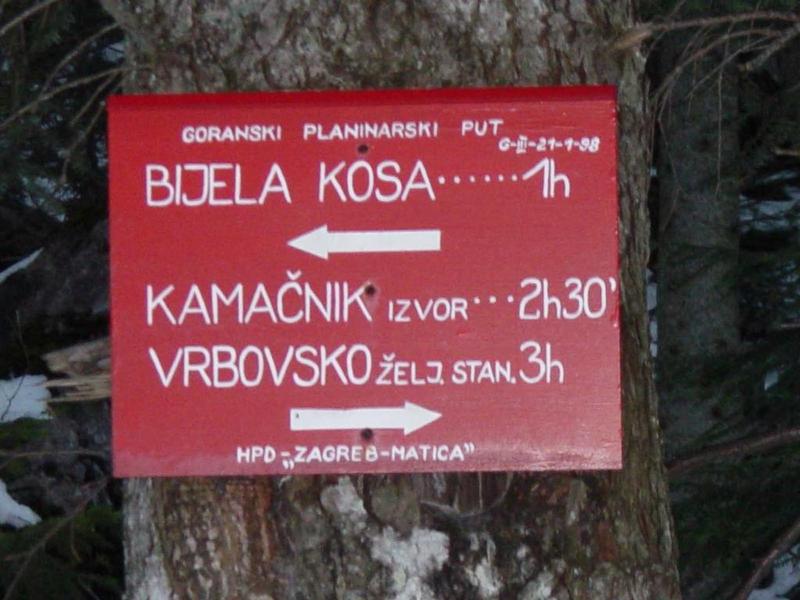 GORANSKI PLANINARSKI PUT
G-III-21-1-98
BIJELA KOSA······1h
KAMAČNIK IZVOR···2h30'
VRBOVSKO ŽELJ. STAN. 3h
HPD-„ZAGREB-MATICA”